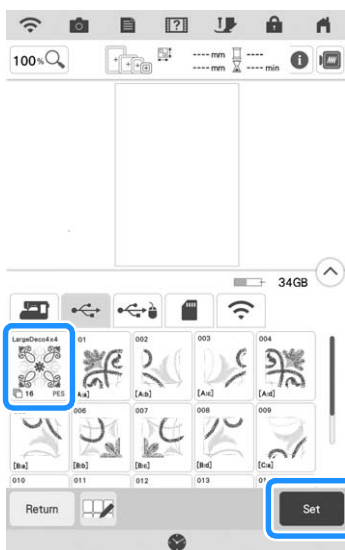 100%
---- mm ----
---- mm ---- min
34GB
LargeDeco4x4 01 002 003 004
16 PES [A:b] [A:c] [A:d]
006 007 008 009
[B:a] [B:b] [B:c] [B:d] [C:a]
010 011 012 013
Return Set